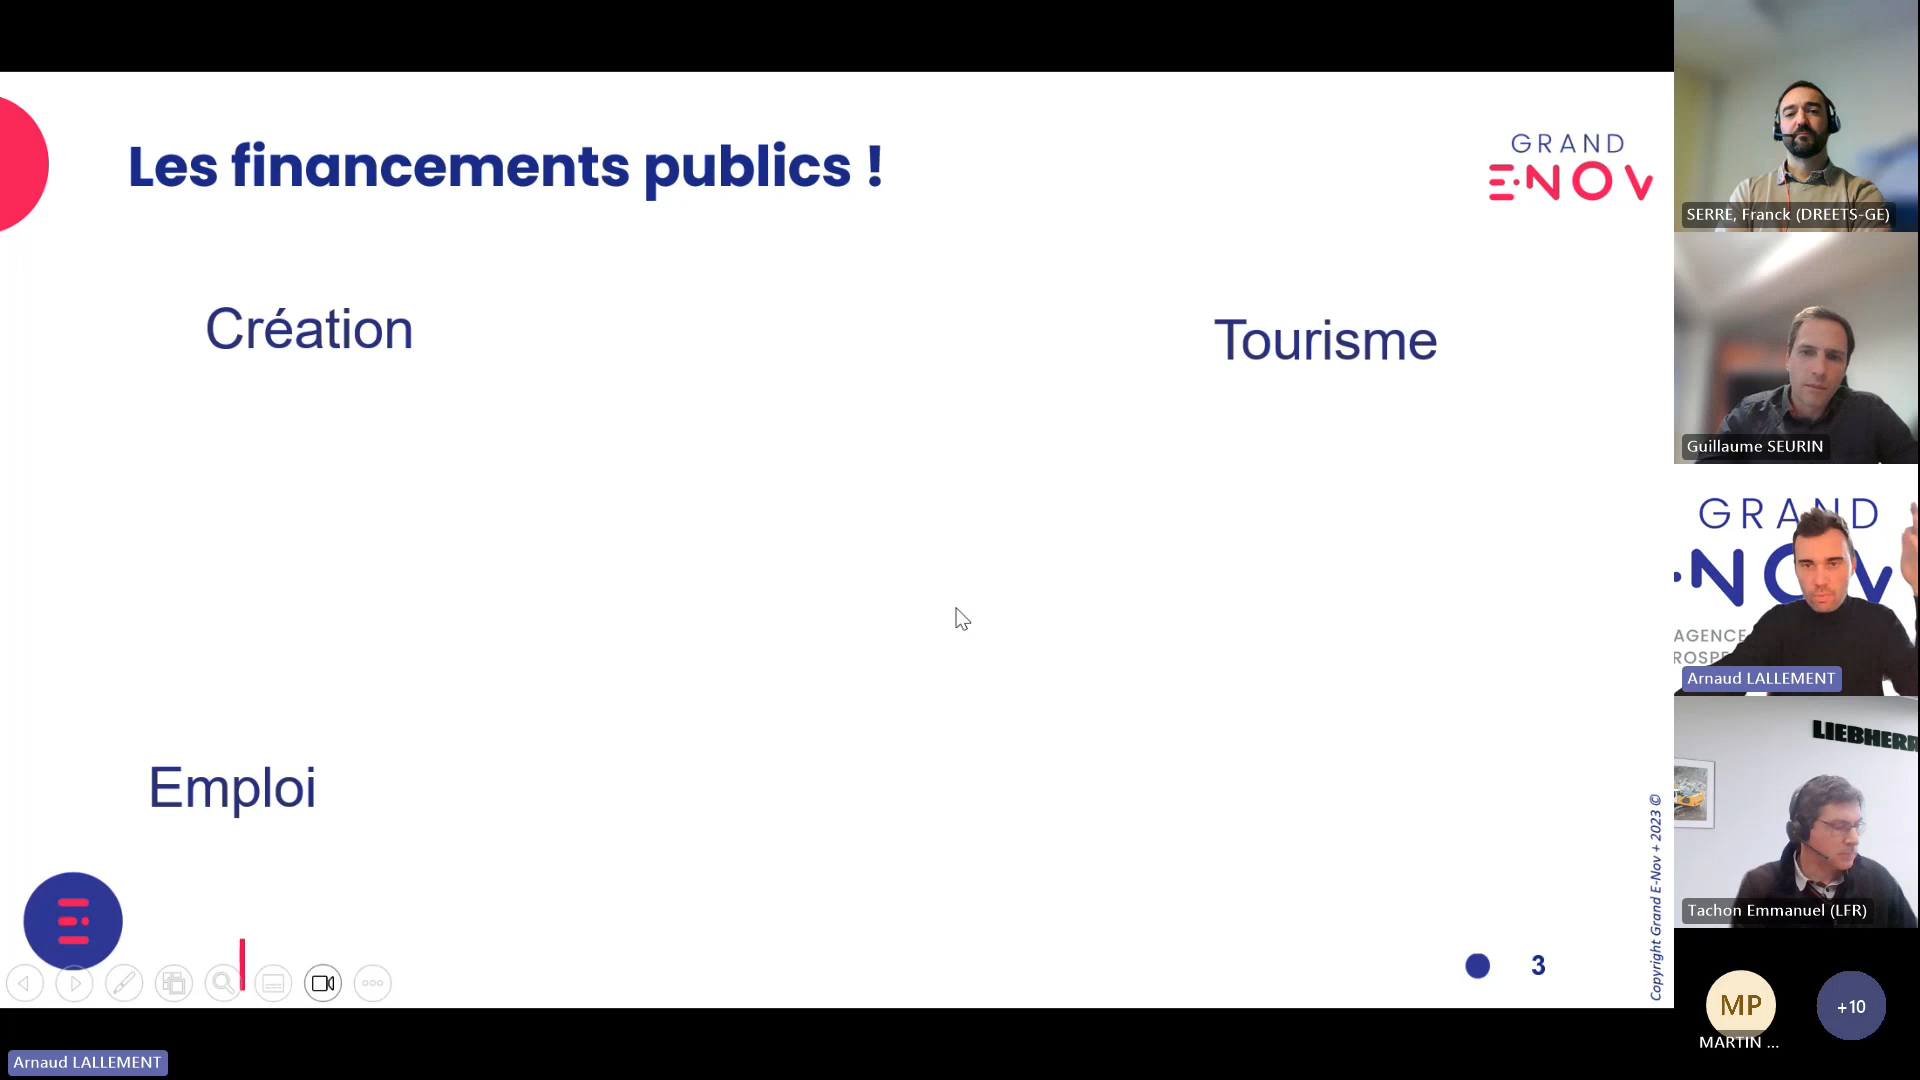 Les financements publics !
GRAND
E·NOV
Création
Tourisme
Emploi
3
Copyright Grand E-Nov + 2023 ©
SERRE, Franck (DREETS-GE)
Guillaume SEURIN
GRAND
·NOV
AGENCE
Arnaud LALLEMENT
LIEBHERR
Tachon Emmanuel (LFR)
MP
+10
MARTIN ...
Arnaud LALLEMENT